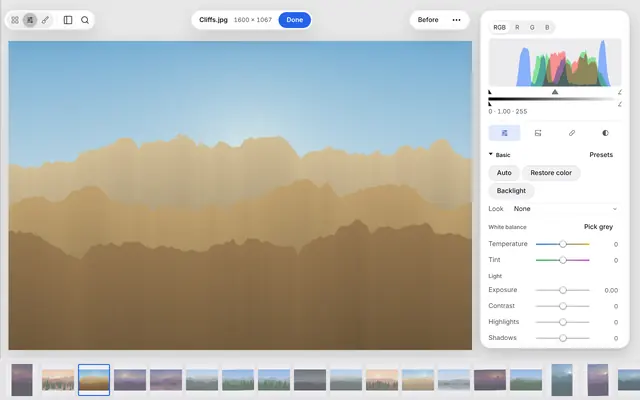 Cliffs.jpg 1600 × 1067 Done
Before
RGB R G B
0 · 1.00 · 255
Basic Presets
Auto Restore color
Backlight
Look None
White balance Pick grey
Temperature 0
Tint 0
Light
Exposure 0.00
Contrast 0
Highlights 0
Shadows 0